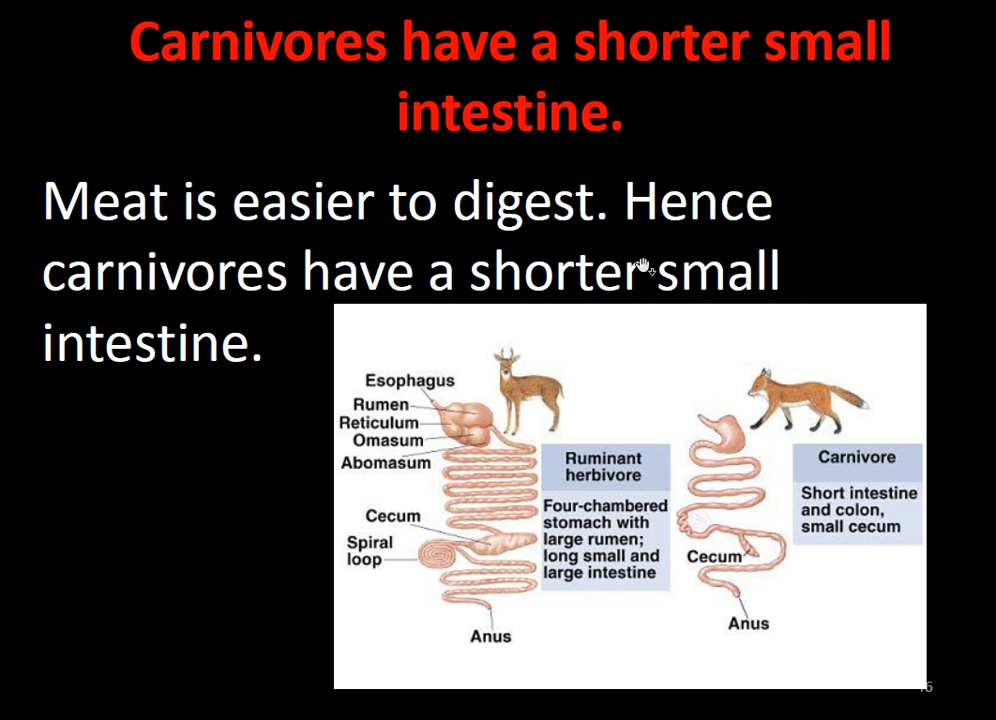 Carnivores have a shorter small
intestine.
Meat is easier to digest. Hence
carnivores have a shorter small
intestine.
Esophagus
Rumen
Reticulum
Omasum
Abomasum
Cecum
Spiral
loop
Anus
Ruminant
herbivore
Four-chambered
stomach with
large rumen;
long small and
large intestine
Cecum
Anus
Carnivore
Short intestine
and colon,
small cecum